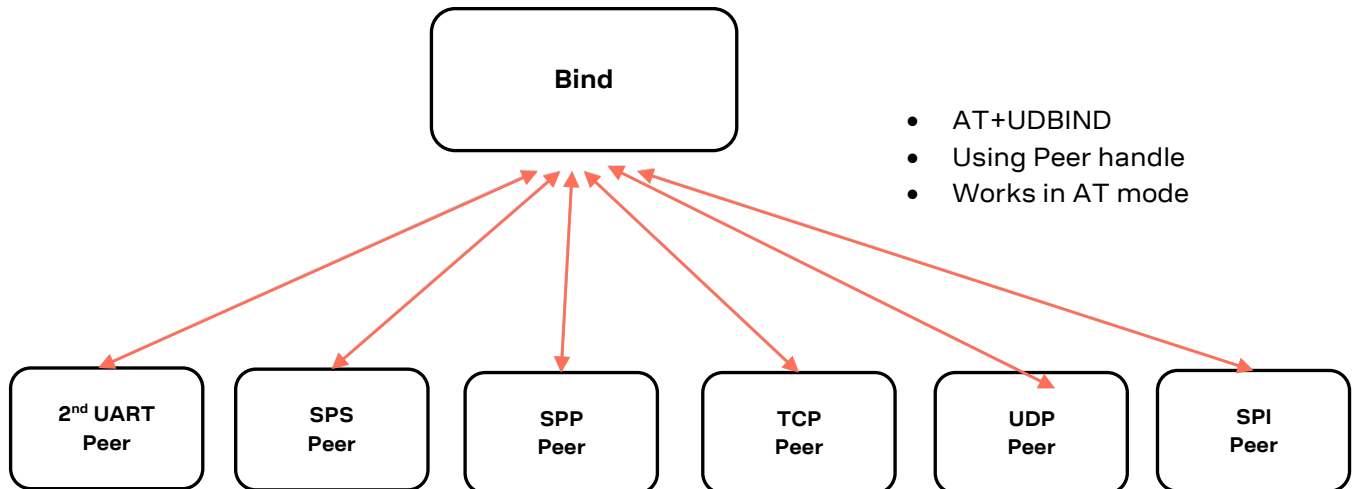 Bind
• AT+UDBIND
• Using Peer handle
• Works in AT mode
2nd UART
Peer
SPS
Peer
SPP
Peer
TCP
Peer
UDP
Peer
SPI
Peer